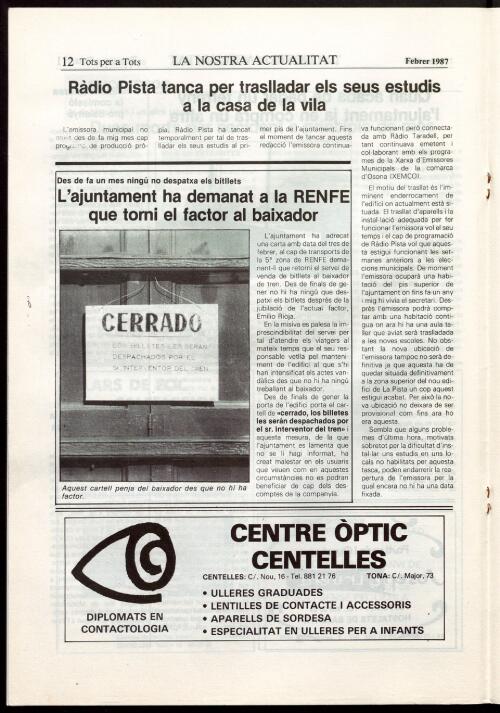 12 Tots per a Tots
LA NOSTRA ACTUALITAT
Febrer 1987
Ràdio Pista tanca per traslladar els seus estudis
a la casa de la vila
L'emissora municipal no
emet des de fa mig mes cap
programa de producció prò-
pia. Ràdio Pista ha tancat
temporalment per tal de tras-
lladar els seus estudis al pri-
mer pis de l'ajuntament. Fins
el moment de tancar aquesta
redacció l'emissora continua-
va funcionant però connecta-
da amb Ràdio Taradell, per
tant continuava emetent i
col·laborant amb els progra-
mes de la Xarxa d'Emissores
Municipals de la comarca
d'Osona (XEMCO).
El motiu del trasllat és l'im-
minent enderrocament de
l'edifici on actualment està si-
tuada. El trasllat d'aparells i la
instal·lació adequada per fer
funcionar l'emissora vol el seu
temps i el cap de programació
de Ràdio Pista vol que aques-
ta estigui funcionant les set-
manes anteriors a les elec-
cions municipals. De moment
l'emissora ocuparà una habi-
tació del pis superior de
l'ajuntament on fins fa un any
i mig hi vivia el secretari. Des-
prés l'emissora podrà comp-
tar amb una habitació contí-
gua on ara hi ha una aula ta-
ller que aviat serà traslladada
a les noves escoles. No obs-
tant la nova ubicació de
l'emissora tampoc no serà de-
finitiva ja que aquesta ha de
quedar situada definitivament
a la zona superior del nou edi-
fici de La Pista un cop aquest
estigui acabat. Per això la no-
va ubicació no deixarà de ser
provisional com fins ara ho
era aquesta.
Sembla que alguns proble-
mes d'última hora, motivats
sobretot per la dificultat d'ins-
tal·lar uns estudis en uns lo-
cals no habilitats per aquesta
tasca, poden endarrerir la rea-
pertura de l'emissora per la
qual encara no hi ha una data
fixada.
Des de fa un mes ningú no despatxa els bitllets
L'ajuntament ha demanat a la RENFE
que torni el factor al baixador
CERRADO
LOS BILLETES LES SERAN
DESPACHADOS POR EL
SR. INTERVENTOR DEL TREN
Aquest cartell penja del baixador des que no hi ha
factor.
L'ajuntament ha adreçat
una carta amb data del tres de
febrer, al cap de transports de
la 5ª zona de RENFE dema-
nant-li que retorni el servei de
venda de bitllets al baixador
de tren. Des de finals de ge-
ner no hi ha ningú que des-
patxi els bitllets després de la
jubilació de l'actual factor,
Emilio Rioja.
En la missiva es palesa la im-
prescindibilitat del servei per
tal d'atendre els viatgers al
mateix temps que el seu res-
ponsable vetlla pel manteni-
ment de l'edifici al que s'hi
han intensificat els actes van-
dàlics des que no hi ha ningú
treballant al baixador.
Des de finals de gener la
porta de l'edifici porta el car-
tell de «cerrado, los billetes
les serán despachados por
el sr. interventor del tren» i
aquesta mesura, de la que
l'ajuntament es lamenta que
no se li hagi informat, ha
creat malestar en els usuaris
que veuen com en aquestes
circumstàncies no es podran
beneficiar de cap dels des-
comptes de la companyia.
DIPLOMATS EN
CONTACTOLOGIA
CENTRE ÒPTIC
CENTELLES
CENTELLES: C/. Nou, 16 - Tel. 881 21 76
TONA: C/. Major, 73
• ULLERES GRADUADES
• LENTILLES DE CONTACTE I ACCESSORIS
• APARELLS DE SORDESA
• ESPECIALITAT EN ULLERES PER A INFANTS